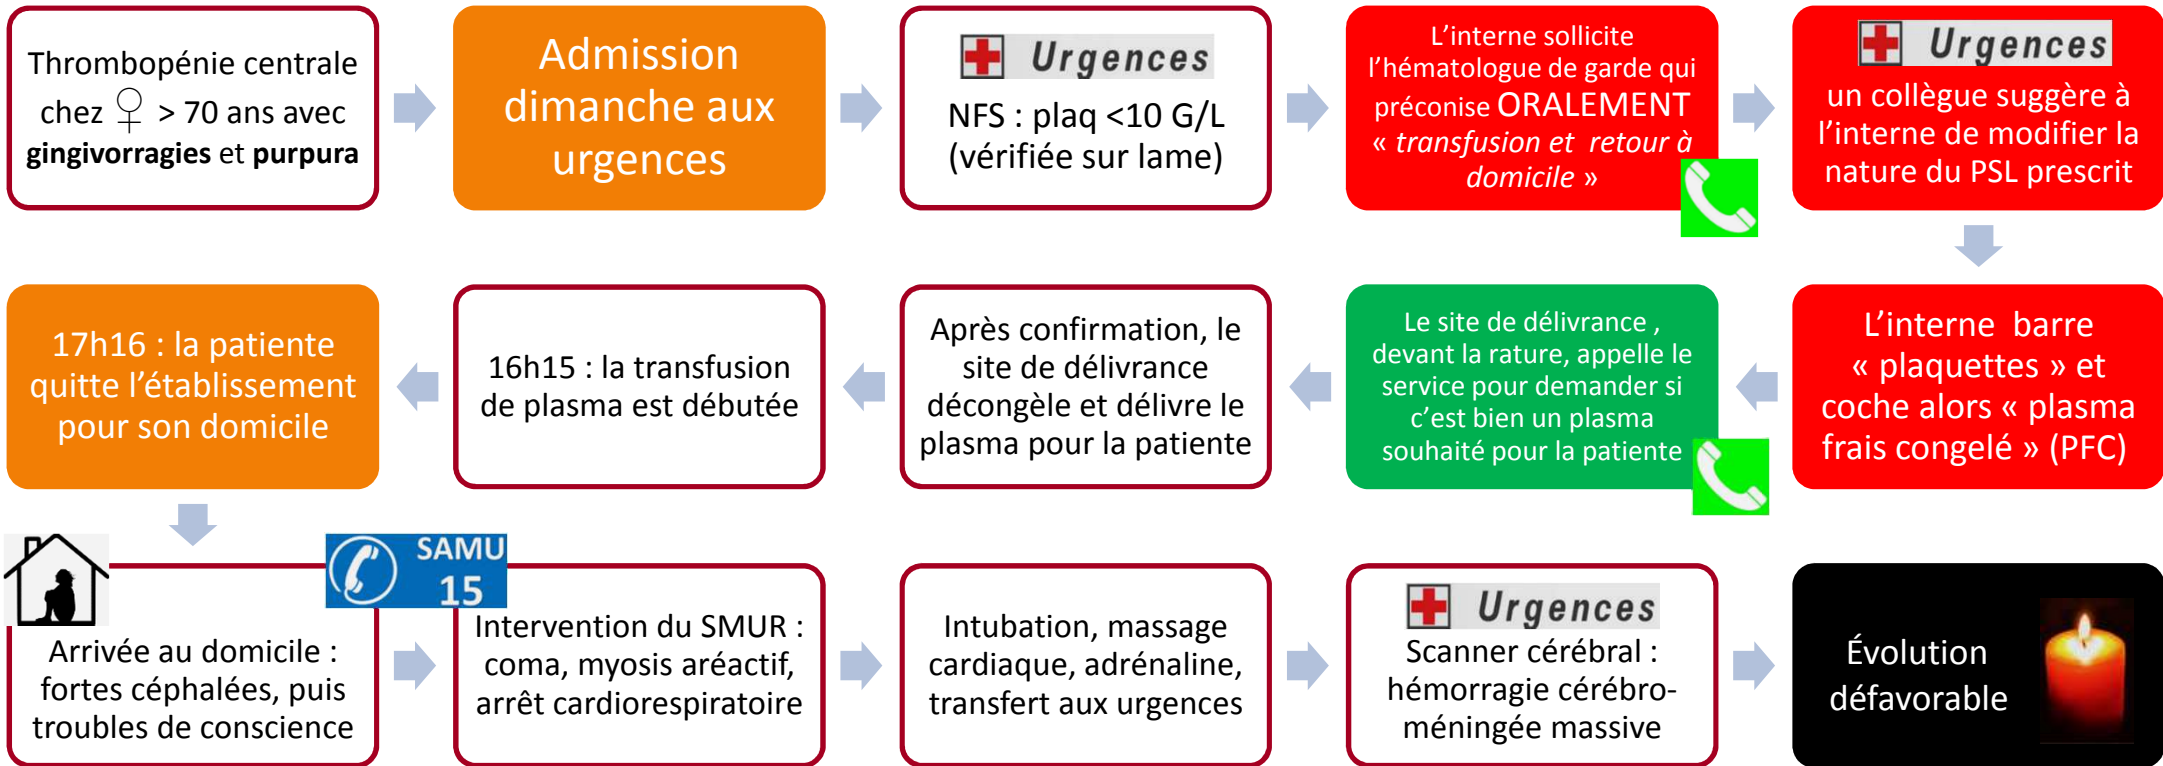 Thrombopénie centrale
chez ♀ > 70 ans avec
gingivorragies et purpura
Admission
dimanche aux
urgences
Urgences
NFS : plaq <10 G/L
(vérifiée sur lame)
L’interne sollicite
l’hématologue de garde qui
préconise ORALEMENT
« transfusion et retour à
domicile »
Urgences
un collègue suggère à
l’interne de modifier la
nature du PSL prescrit
L’interne barre
« plaquettes » et
coche alors « plasma
frais congelé » (PFC)
Le site de délivrance ,
devant la rature, appelle le
service pour demander si
c’est bien un plasma
souhaité pour la patiente
Après confirmation, le
site de délivrance
décongèle et délivre le
plasma pour la patiente
16h15 : la transfusion
de plasma est débutée
17h16 : la patiente
quitte l’établissement
pour son domicile
Arrivée au domicile :
fortes céphalées, puis
troubles de conscience
SAMU
15
Intervention du SMUR :
coma, myosis aréactif,
arrêt cardiorespiratoire
Intubation, massage
cardiaque, adrénaline,
transfert aux urgences
Urgences
Scanner cérébral :
hémorragie cérébro-
méningée massive
Évolution
défavorable